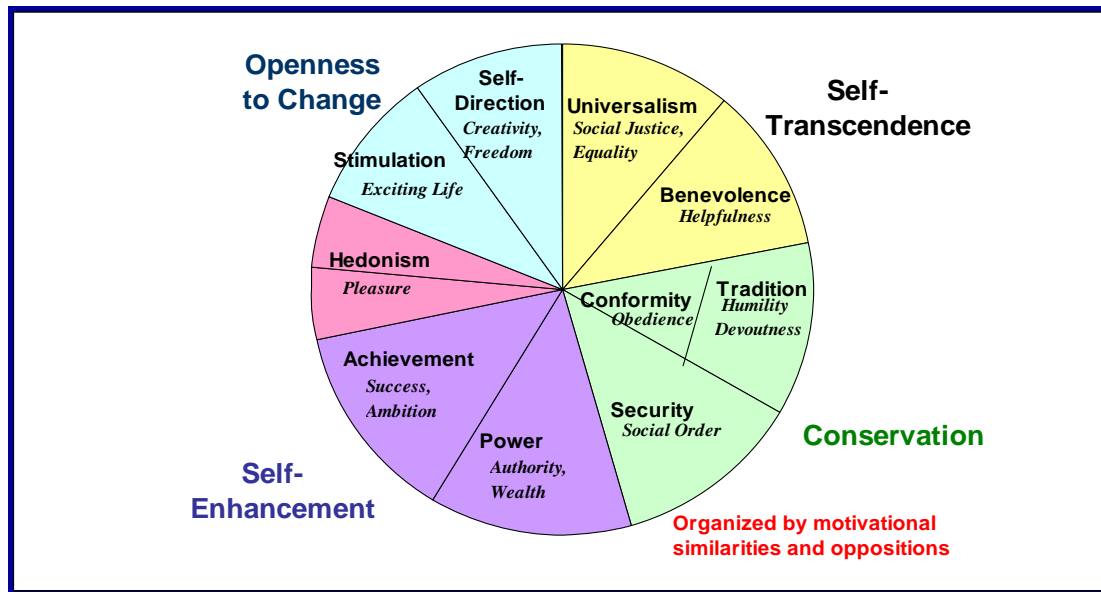 Openness
to Change
Self-
Direction
Creativity,
Freedom
Universalism
Social Justice,
Equality
Self-
Transcendence
Stimulation
Exciting Life
Benevolence
Helpfulness
Hedonism
Pleasure
Conformity
Obedience
Tradition
Humility
Devoutness
Achievement
Success,
Ambition
Security
Social Order
Power
Authority,
Wealth
Conservation
Self-
Enhancement
Organized by motivational
similarities and oppositions